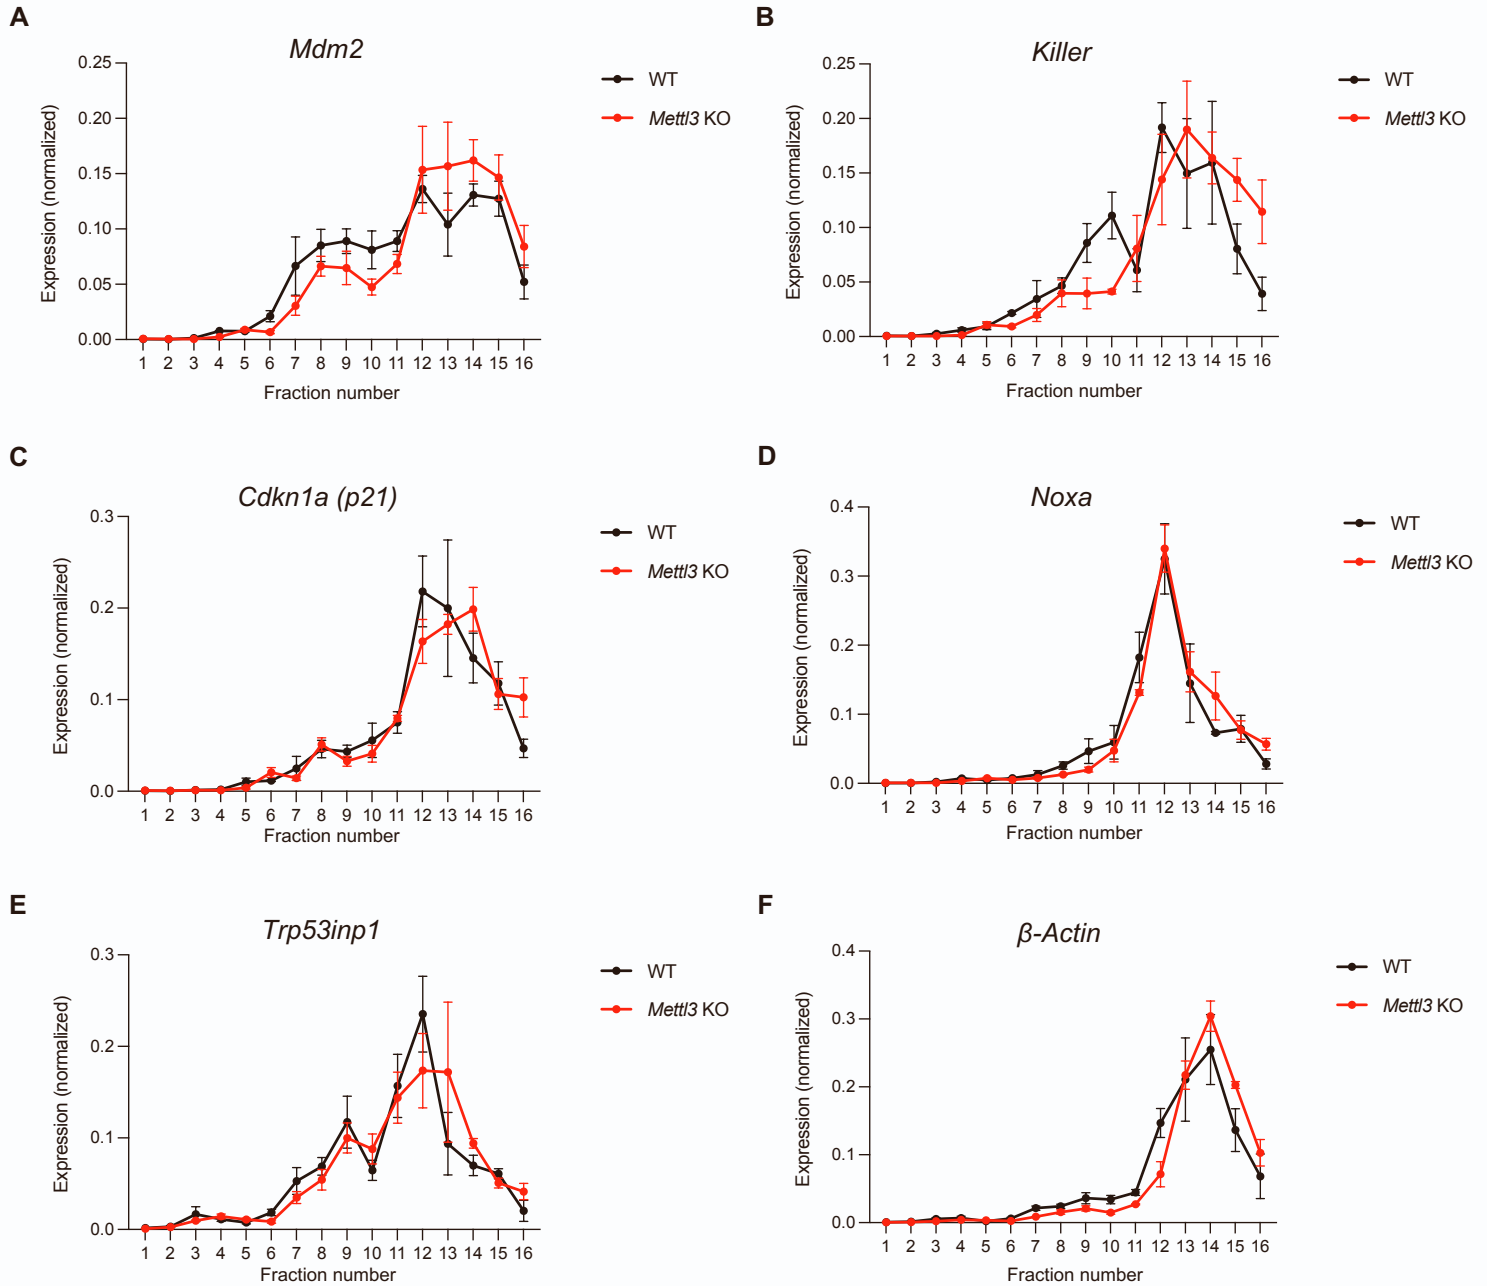 A
Mdm2
0.25
0.20
0.15
0.10
0.05
0.00
Expression (normalized)
1 2 3 4 5 6 7 8 9 10 11 12 13 14 15 16
Fraction number
WT
Mettl3 KO
B
Killer
0.25
0.20
0.15
0.10
0.05
0.00
Expression (normalized)
1 2 3 4 5 6 7 8 9 10 11 12 13 14 15 16
Fraction number
WT
Mettl3 KO
C
Cdkn1a (p21)
0.3
0.2
0.1
0.0
Expression (normalized)
1 2 3 4 5 6 7 8 9 10 11 12 13 14 15 16
Fraction number
WT
Mettl3 KO
D
Noxa
0.4
0.3
0.2
0.1
0.0
Expression (normalized)
1 2 3 4 5 6 7 8 9 10 11 12 13 14 15 16
Fraction number
WT
Mettl3 KO
E
Trp53inp1
0.3
0.2
0.1
0.0
Expression (normalized)
1 2 3 4 5 6 7 8 9 10 11 12 13 14 15 16
Fraction number
WT
Mettl3 KO
F
β-Actin
0.4
0.3
0.2
0.1
0.0
Expression (normalized)
1 2 3 4 5 6 7 8 9 10 11 12 13 14 15 16
Fraction number
WT
Mettl3 KO